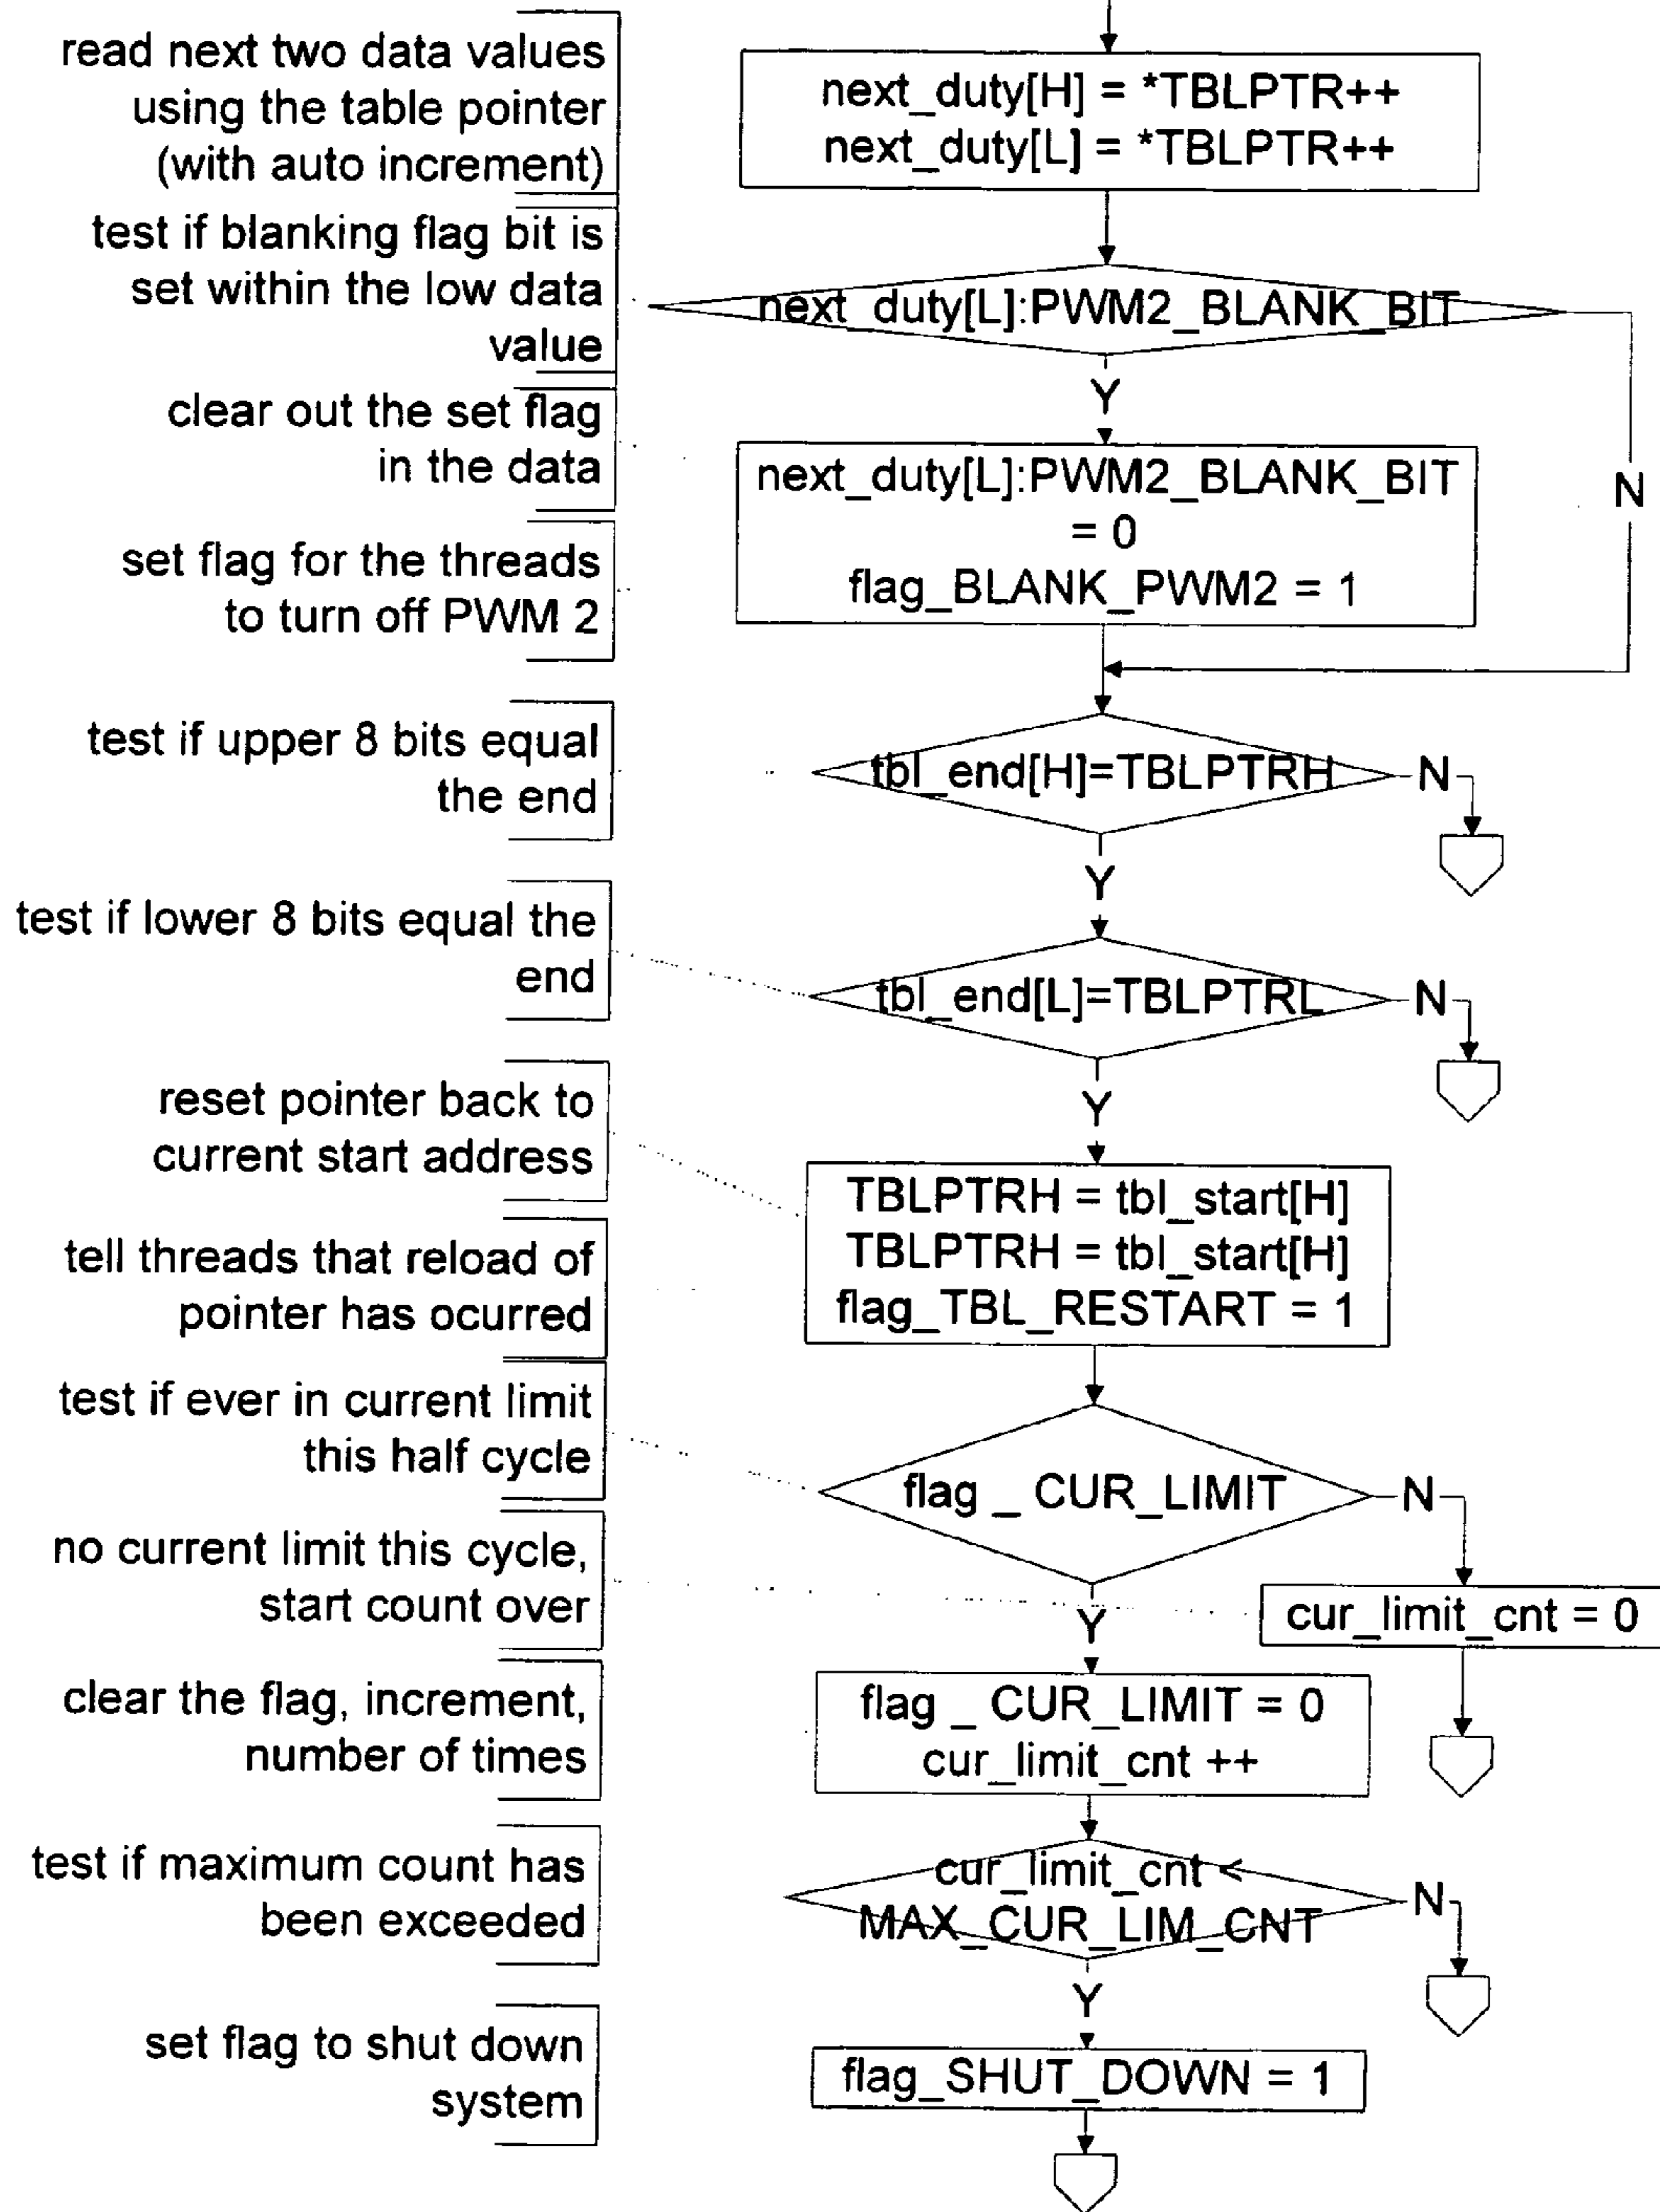 read next two data values
using the table pointer
(with auto increment)
next_duty[H] = *TBLPTR++
next_duty[L] = *TBLPTR++
test if blanking flag bit is
set within the low data
value
next_duty[L]:PWM2_BLANK_BIT
Y
N
clear out the set flag
in the data
next_duty[L]:PWM2_BLANK_BIT
= 0
flag_BLANK_PWM2 = 1
set flag for the threads
to turn off PWM 2
test if upper 8 bits equal
the end
tbl_end[H]=TBLPTRH
N
Y
test if lower 8 bits equal the
end
tbl_end[L]=TBLPTRL
N
Y
reset pointer back to
current start address
TBLPTRH = tbl_start[H]
TBLPTRH = tbl_start[H]
flag_TBL_RESTART = 1
tell threads that reload of
pointer has ocurred
test if ever in current limit
this half cycle
flag _ CUR_LIMIT
N
Y
no current limit this cycle,
start count over
cur_limit_cnt = 0
clear the flag, increment,
number of times
flag _ CUR_LIMIT = 0
cur_limit_cnt ++
test if maximum count has
been exceeded
cur_limit_cnt <
MAX_CUR_LIM_CNT
N
Y
set flag to shut down
system
flag_SHUT_DOWN = 1